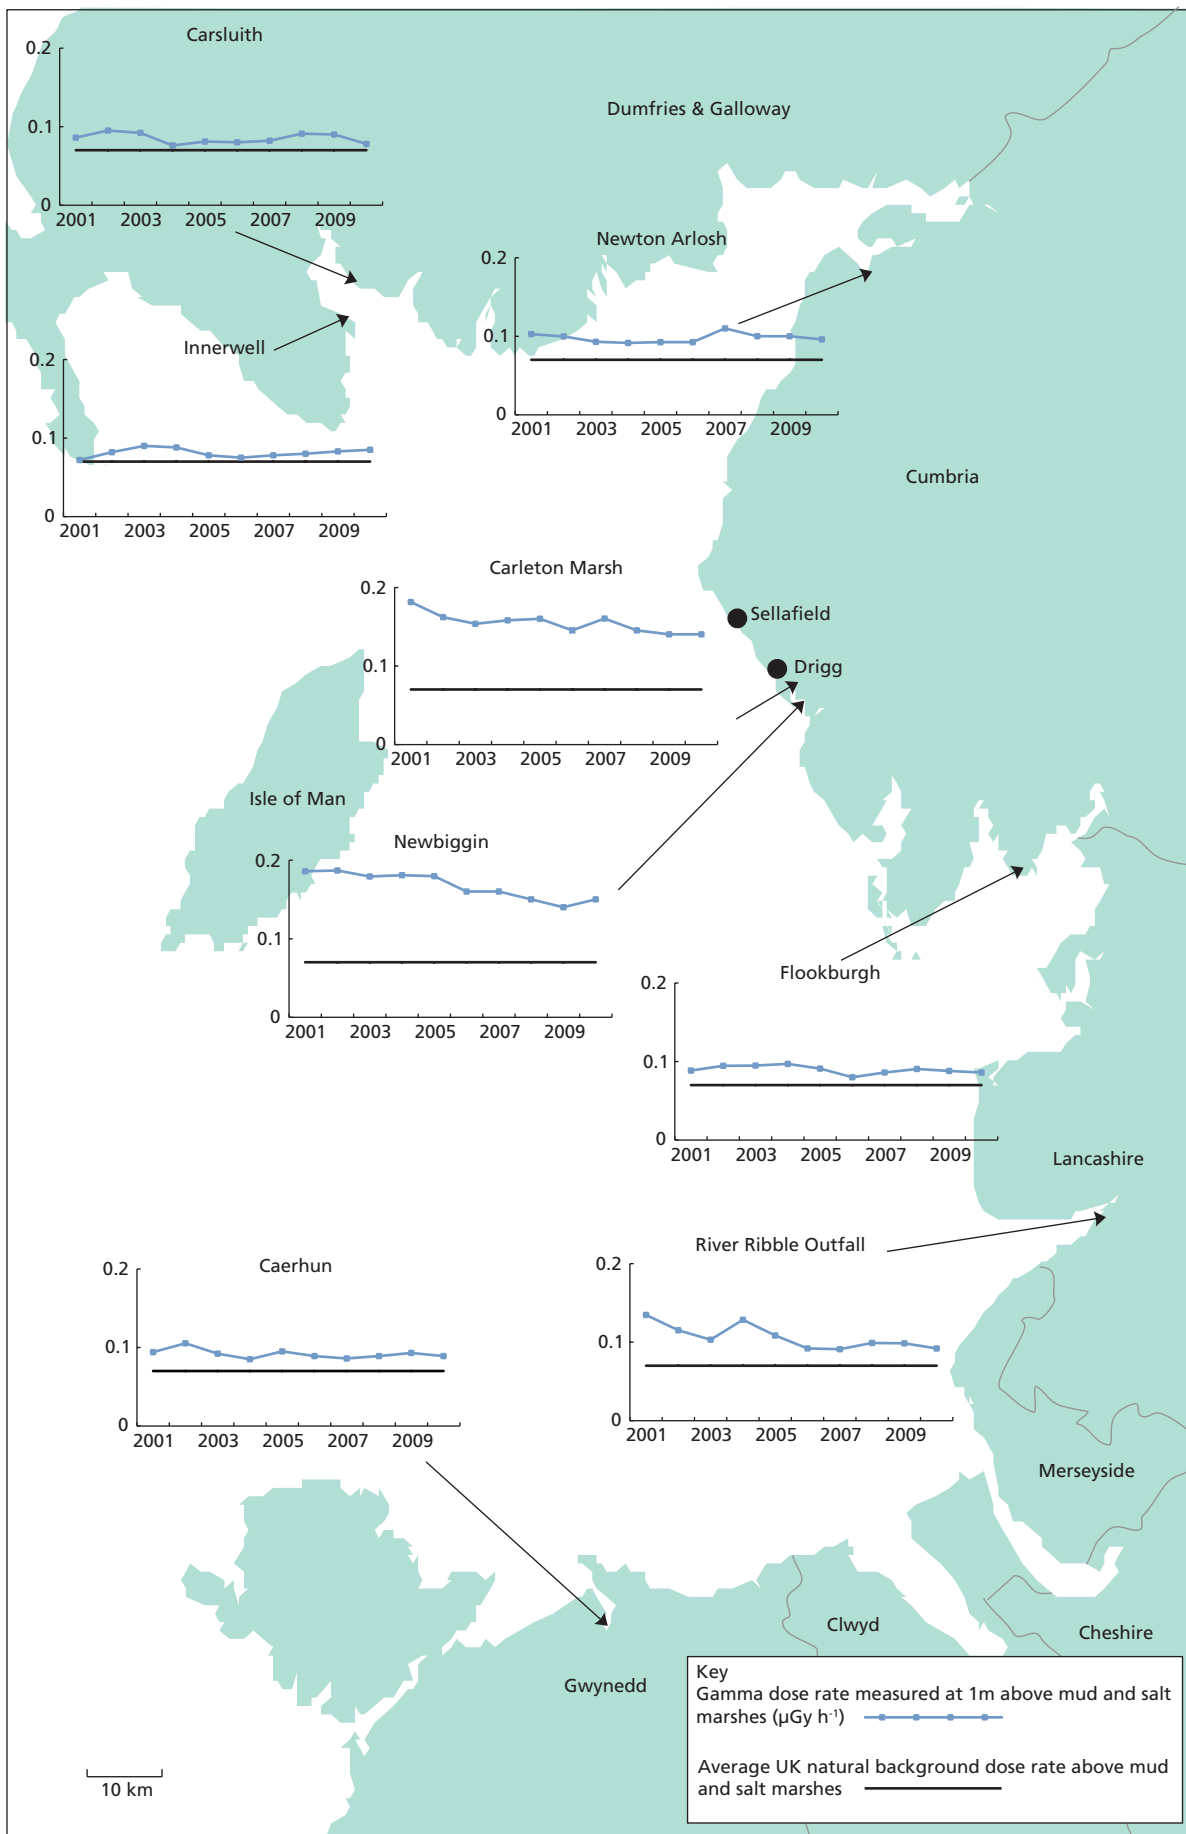 Carsluith
0.2
0.1
0
2001 2003 2005 2007 2009
Dumfries & Galloway
Newton Arlosh
0.2
0.1
0
2001 2003 2005 2007 2009
Innerwell
0.2
0.1
0
2001 2003 2005 2007 2009
Cumbria
Carleton Marsh
0.2
0.1
0
2001 2003 2005 2007 2009
Sellafield
Drigg
Isle of Man
Newbiggin
0.2
0.1
0
2001 2003 2005 2007 2009
Flookburgh
0.2
0.1
0
2001 2003 2005 2007 2009
Lancashire
River Ribble Outfall
0.2
0.1
0
2001 2003 2005 2007 2009
Caerhun
0.2
0.1
0
2001 2003 2005 2007 2009
Merseyside
Clwyd
Cheshire
Gwynedd
Key
Gamma dose rate measured at 1m above mud and salt
marshes (µGy h⁻¹)
Average UK natural background dose rate above mud
and salt marshes
10 km